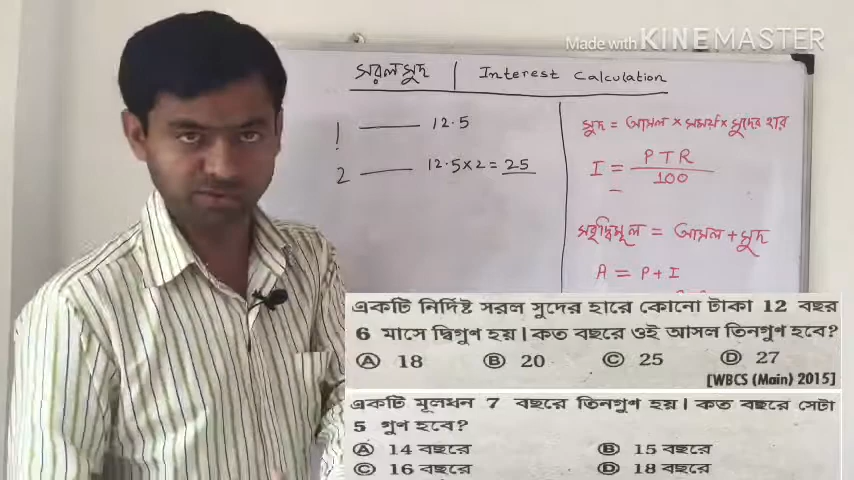 Made with KINEMASTER
সরল সুদ | Interest Calculation
1 —— 12.5
2 —— 12.5×2 = 25
সুদ = আসল × সময় × সুদের হার
I = PTR/100
সবৃদ্ধিমূল = আসল + সুদ
A = P + I
একটি নির্দিষ্ট সরল সুদের হারে কোনো টাকা 12 বছর
6 মাসে দ্বিগুণ হয়। কত বছরে ওই আসল তিনগুণ হবে?
Ⓐ 18 Ⓑ 20 Ⓒ 25 Ⓓ 27
[WBCS (Main) 2015]
একটি মূলধন 7 বছরে তিনগুণ হয়। কত বছরে সেটা
5 গুণ হবে?
Ⓐ 14 বছরে Ⓑ 15 বছরে
Ⓒ 16 বছরে Ⓓ 18 বছরে